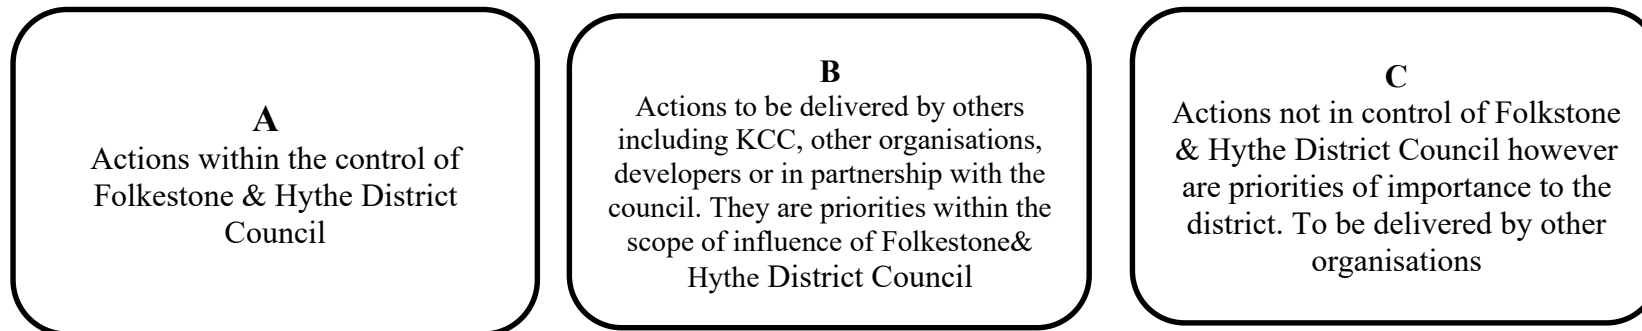 A
Actions within the control of
Folkestone & Hythe District
Council
B
Actions to be delivered by others
including KCC, other organisations,
developers or in partnership with the
council. They are priorities within the
scope of influence of Folkestone&
Hythe District Council
C
Actions not in control of Folkstone
& Hythe District Council however
are priorities of importance to the
district. To be delivered by other
organisations